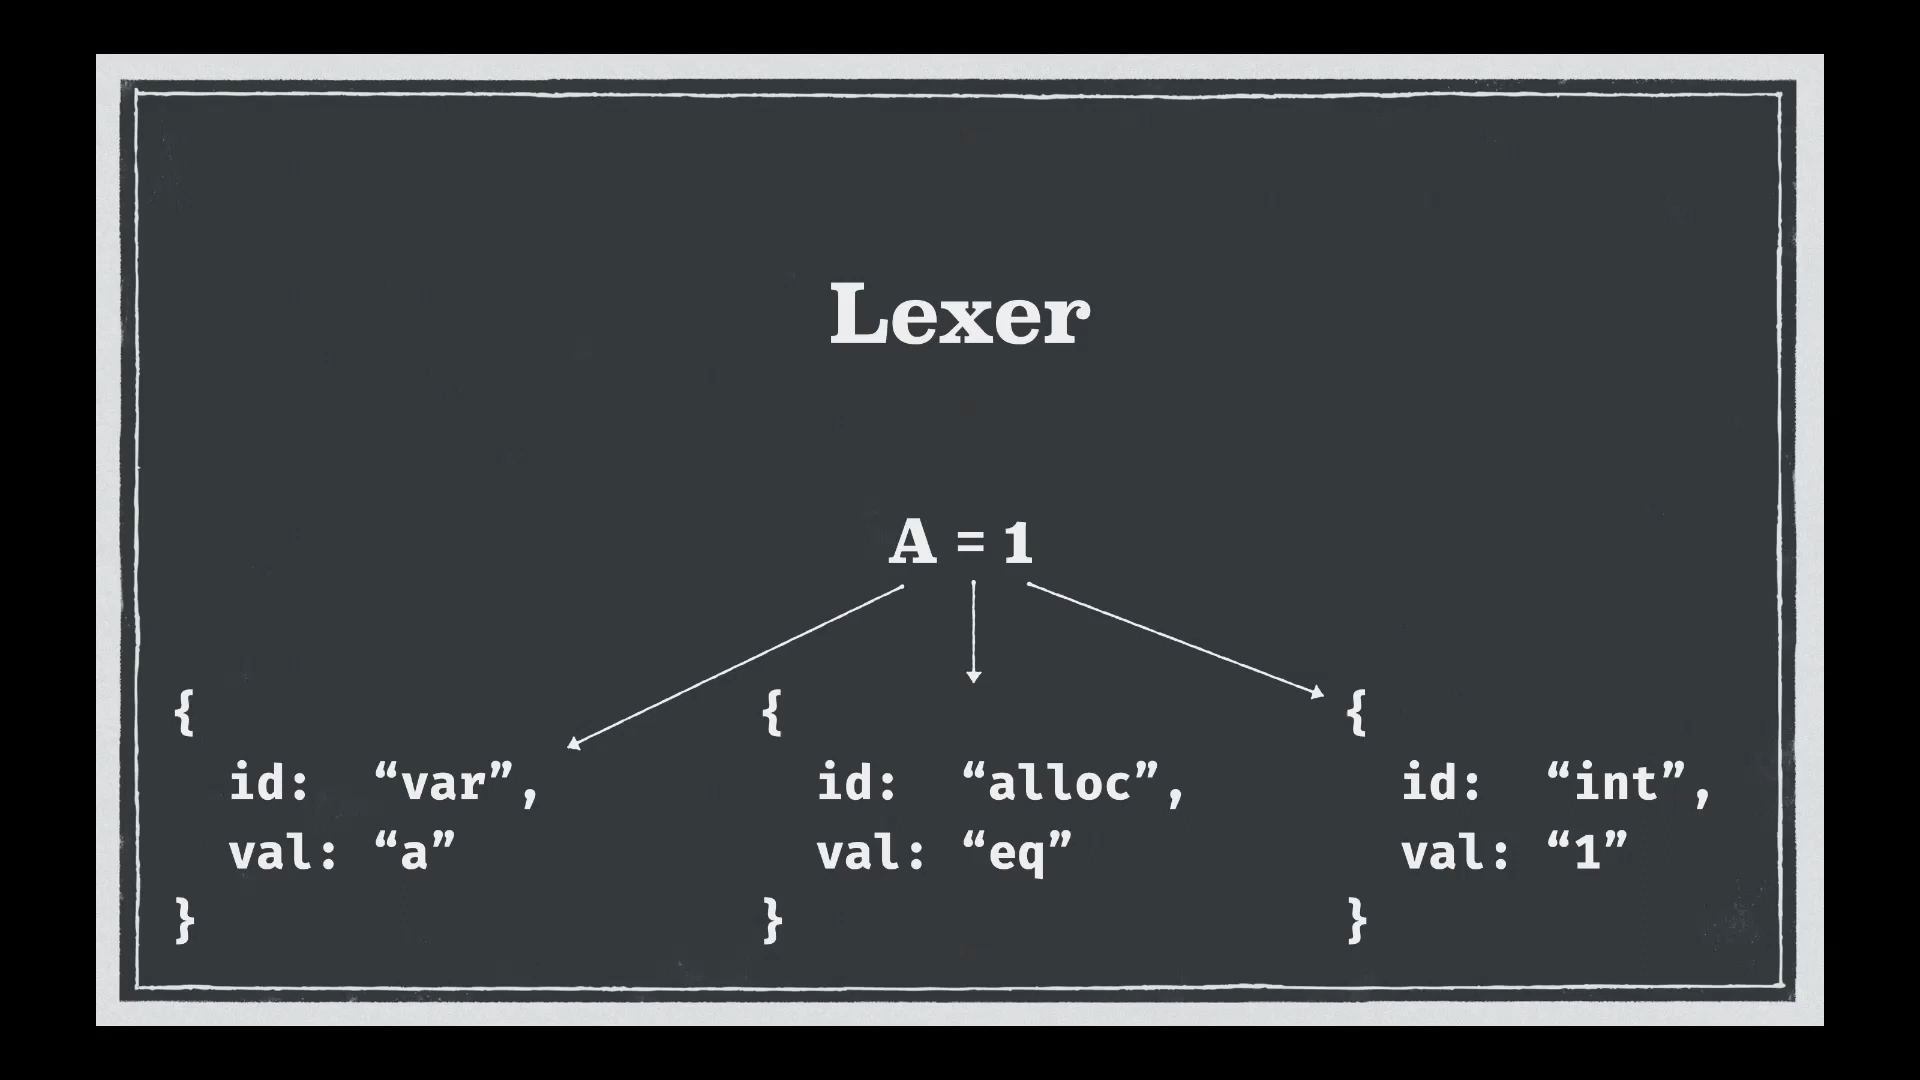 Lexer
A = 1
{
id: “var”,
val: “a”
}
{
id: “alloc”,
val: “eq”
}
{
id: “int”,
val: “1”
}